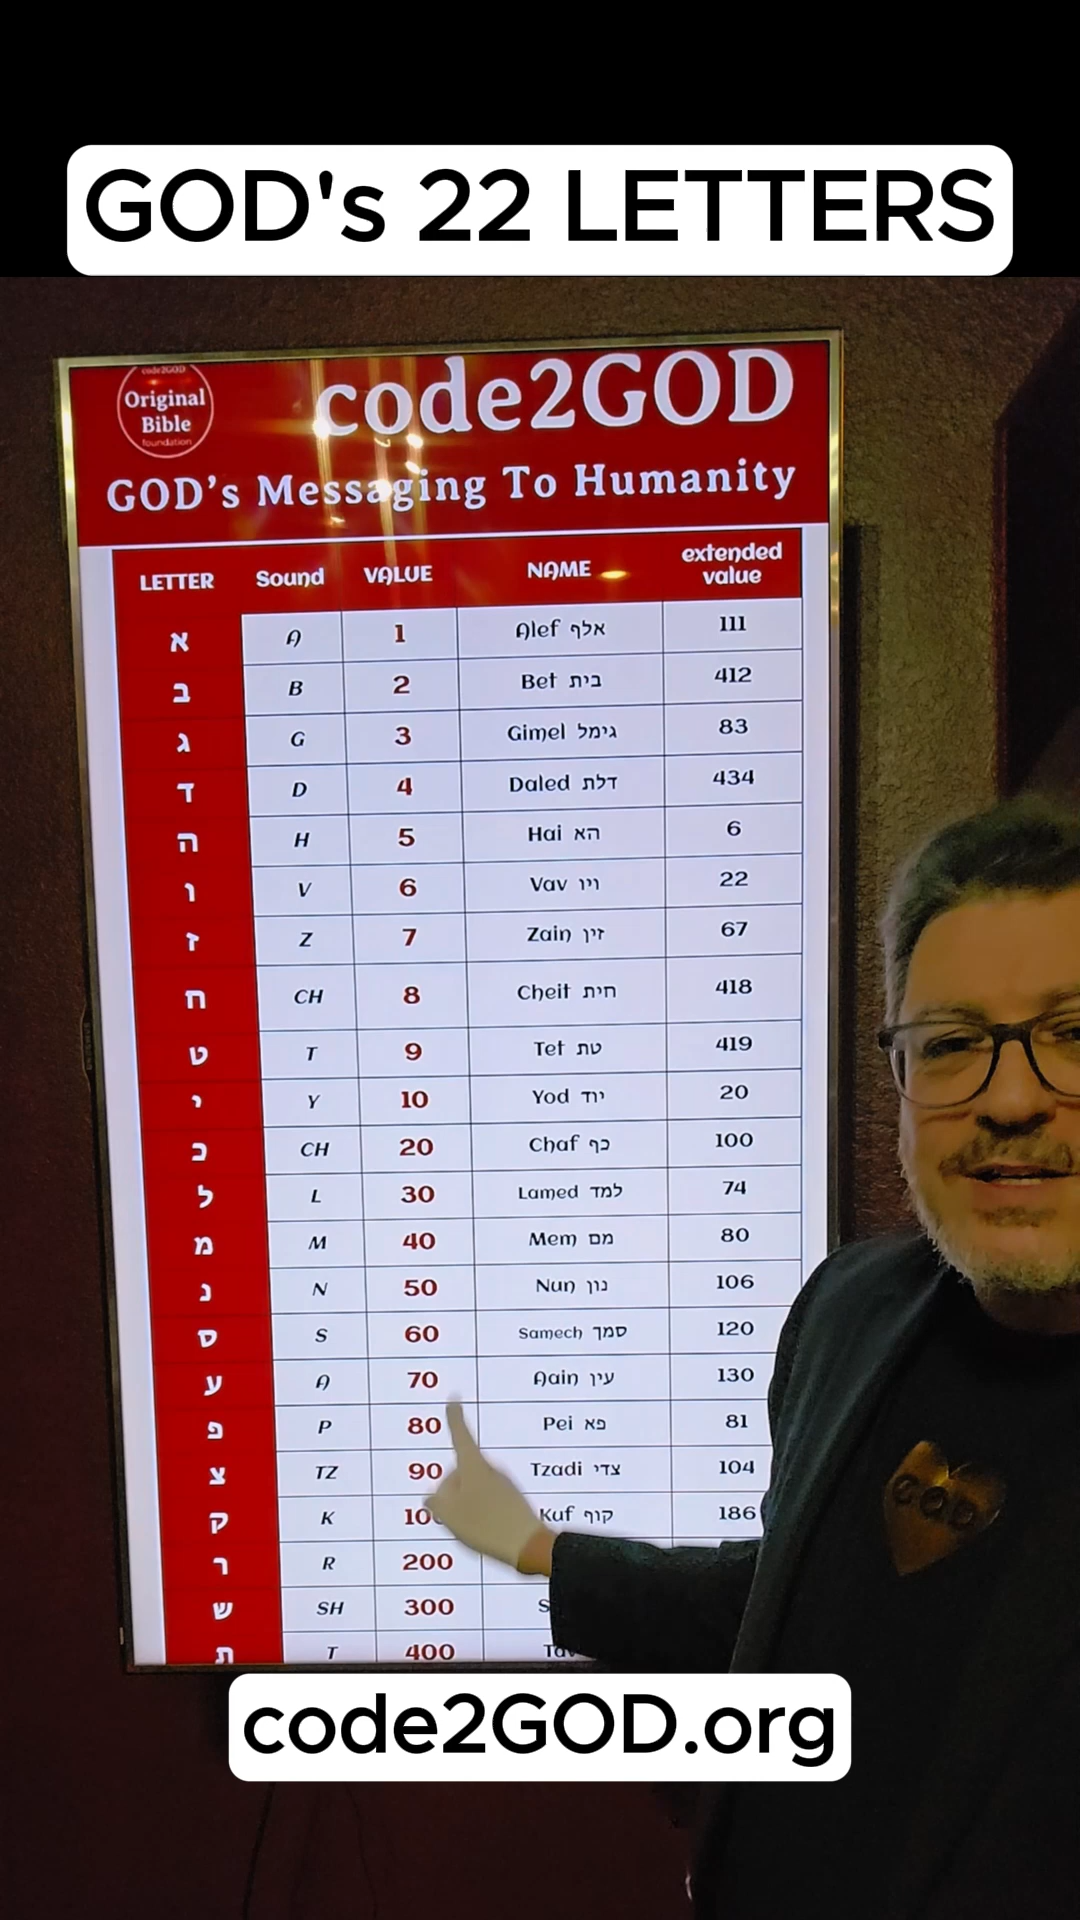 GOD's 22 LETTERS
code2GOD
Original
Bible
foundation
code2GOD
GOD's Messaging To Humanity
LETTER Sound VALUE NAME extended value
א A 1 Alef אלף 111
ב B 2 Bet בית 412
ג G 3 Gimel גימל 83
ד D 4 Daled דלת 434
ה H 5 Hai הא 6
ו V 6 Vav ויו 22
ז Z 7 Zain זין 67
ח CH 8 Cheit חית 418
ט T 9 Tet טת 419
י Y 10 Yod יוד 20
כ CH 20 Chaf כף 100
ל L 30 Lamed למד 74
מ M 40 Mem מם 80
נ N 50 Nun נון 106
ס S 60 Samech סמך 120
ע A 70 Aain עין 130
פ P 80 Pei פא 81
צ TZ 90 Tzadi צדי 104
ק K 10 Kuf קוף 186
ר R 200
ש SH 300 S
ת T 400 Tav
GOD
code2GOD.org